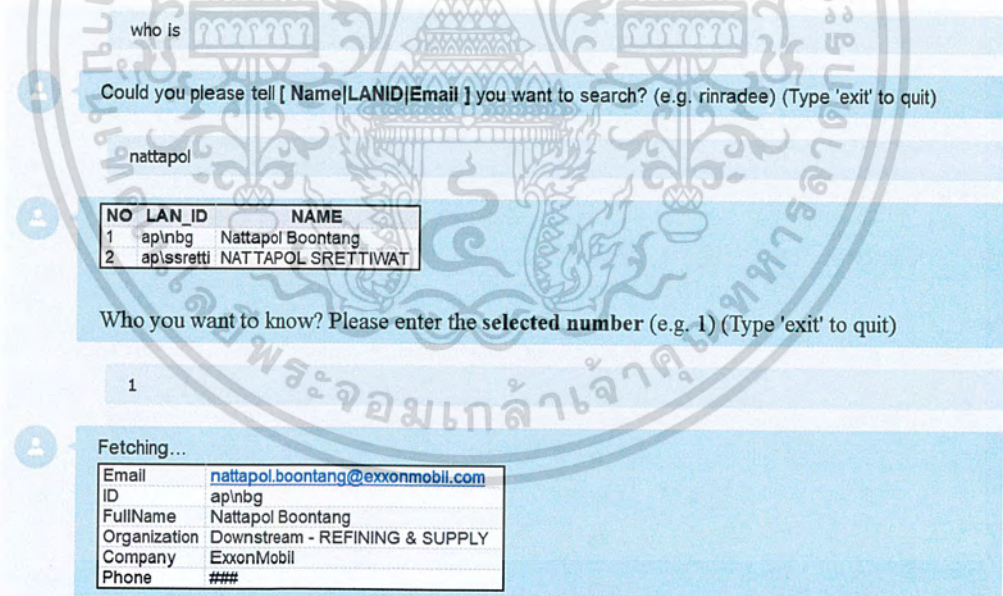 who is
Could you please tell [ Name|LANID|Email ] you want to search? (e.g. rinradee) (Type 'exit' to quit)
nattapol
NO LAN_ID NAME
1 ap\nbg Nattapol Boontang
2 ap\ssretti NATTAPOL SRETTIWAT
Who you want to know? Please enter the selected number (e.g. 1) (Type 'exit' to quit)
1
Fetching...
Email nattapol.boontang@exxonmobil.com
ID ap\nbg
FullName Nattapol Boontang
Organization Downstream - REFINING & SUPPLY
Company ExxonMobil
Phone ###